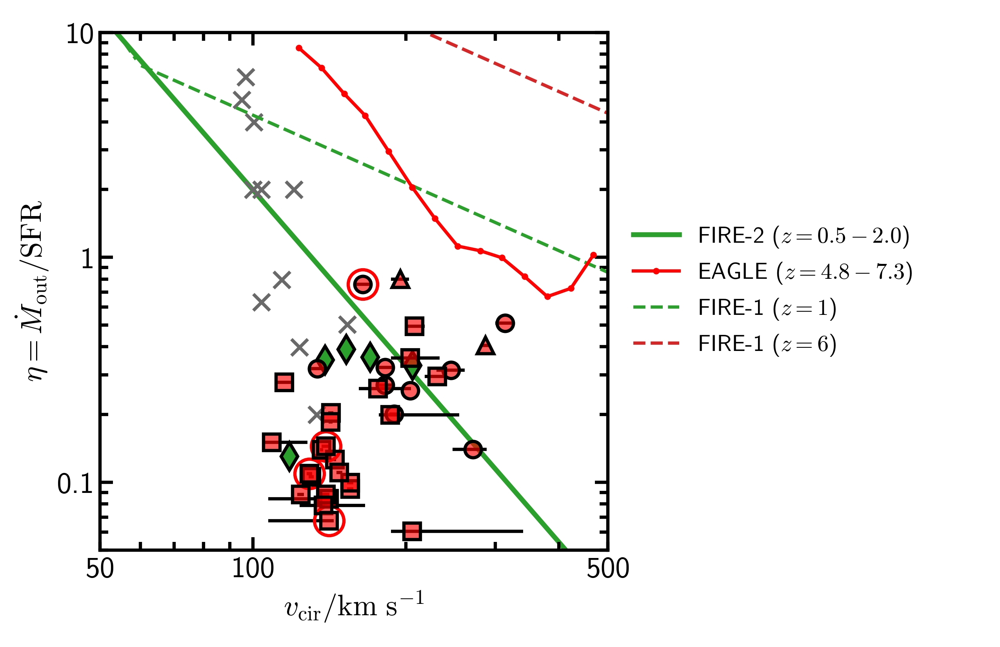 10
1
0.1
η = Ṁout/SFR
50
100
500
vcir/km s−1
FIRE-2 (z = 0.5 − 2.0)
EAGLE (z = 4.8 − 7.3)
FIRE-1 (z = 1)
FIRE-1 (z = 6)